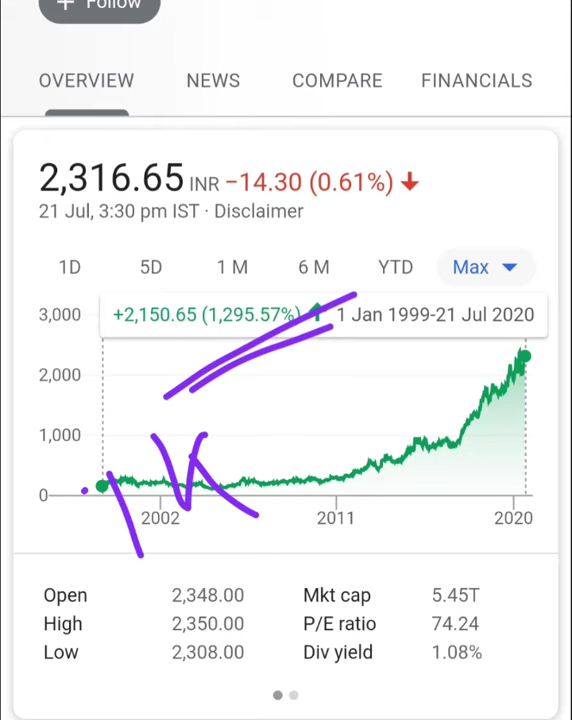 + Follow
OVERVIEW NEWS COMPARE FINANCIALS
2,316.65 INR −14.30 (0.61%)
21 Jul, 3:30 pm IST · Disclaimer
1D 5D 1 M 6 M YTD Max
+2,150.65 (1,295.57%) 1 Jan 1999-21 Jul 2020
3,000
2,000
1,000
0
2002 2011 2020
Open 2,348.00 Mkt cap 5.45T
High 2,350.00 P/E ratio 74.24
Low 2,308.00 Div yield 1.08%